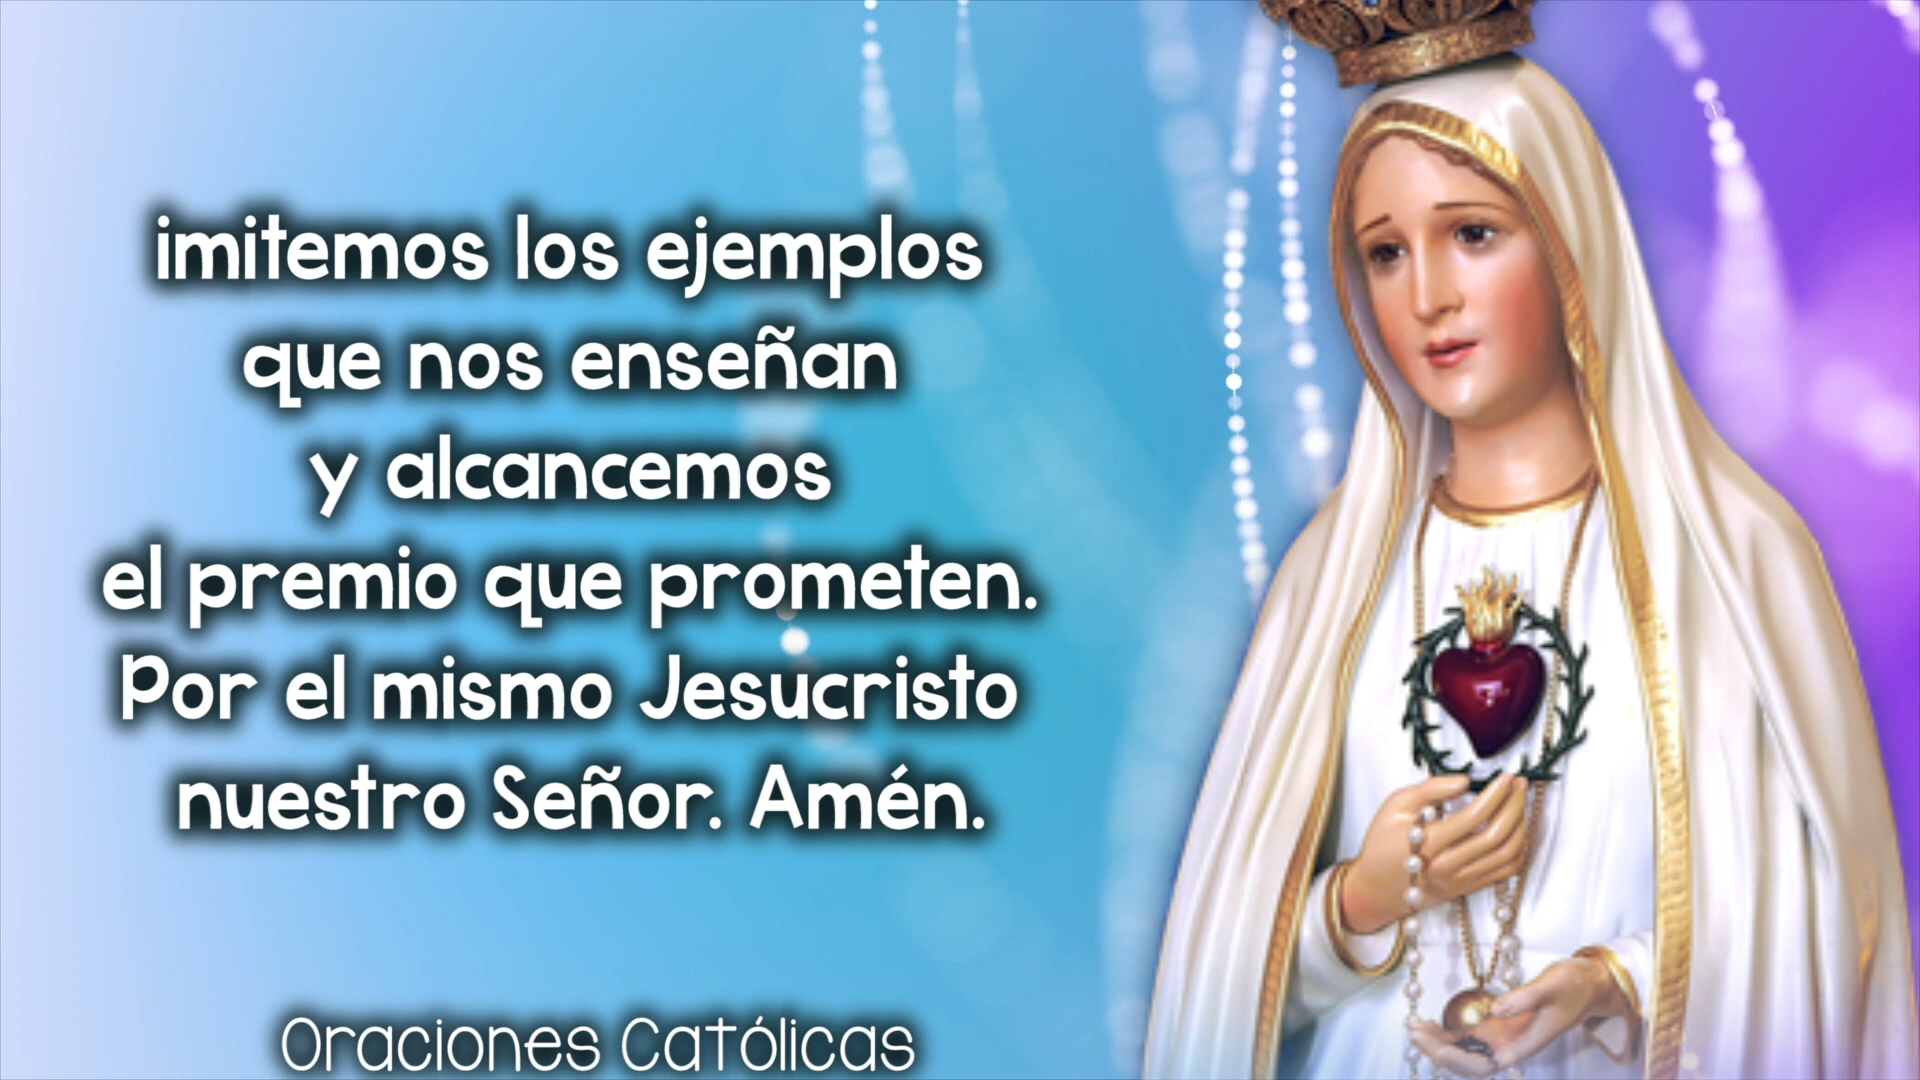 imitemos los ejemplos
que nos enseñan
y alcancemos
el premio que prometen.
Por el mismo Jesucristo
nuestro Señor. Amén.
Oraciones Católicas